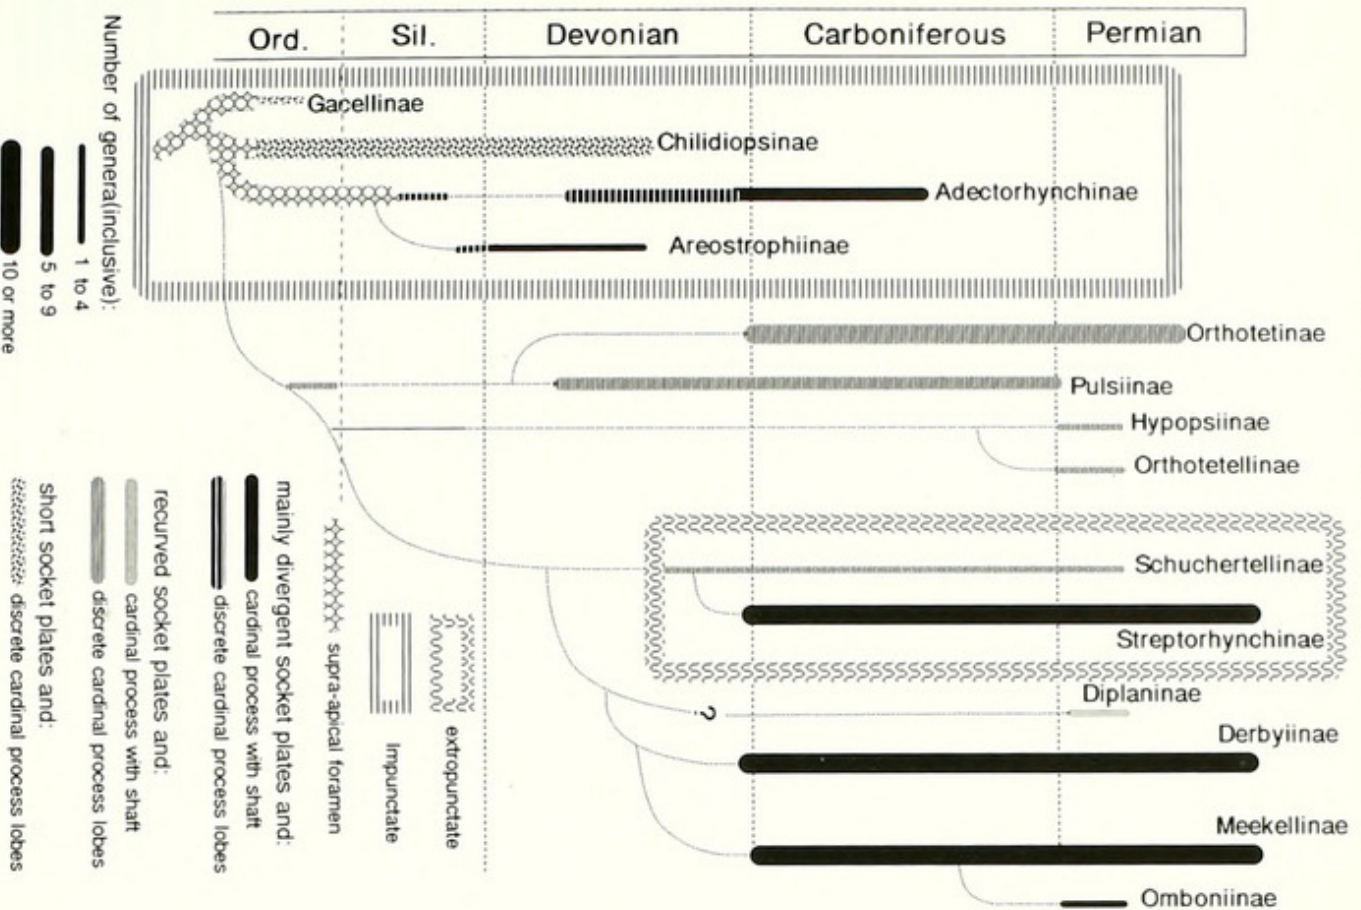 Ord. Sil. Devonian Carboniferous Permian
Gacellinae
Chilidiopsinae
Adectorhynchinae
Areostrophiinae
Orthotetinae
Pulsiinae
Hypopsiinae
Orthotetellinae
Schuchertellinae
Streptorhynchinae
?
Diplaninae
Derbyiinae
Meekellinae
Omboniinae
Number of genera(inclusive):
1 to 4
5 to 9
10 or more
extropunctate
Impunctate
supra-apical foramen
mainly divergent socket plates and:
cardinal process with shaft
discrete cardinal process lobes
recurved socket plates and:
cardinal process with shaft
discrete cardinal process lobes
short socket plates and:
discrete cardinal process lobes